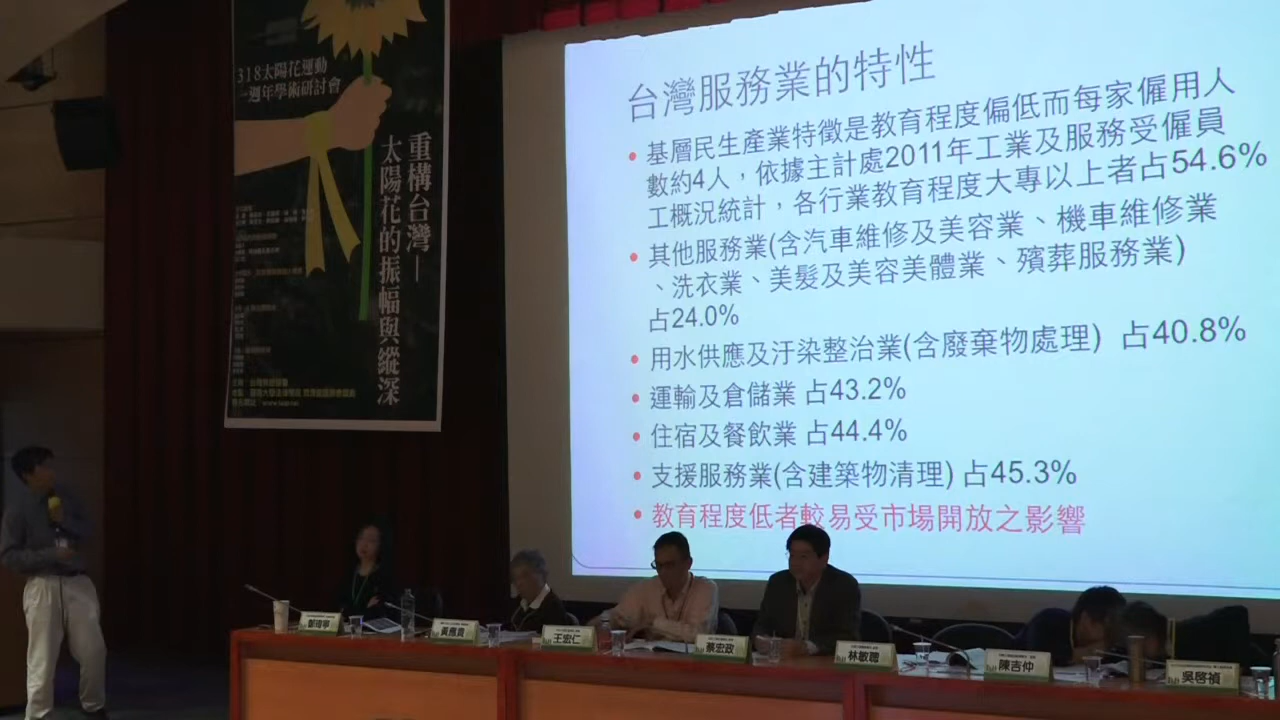 318太陽花運動
一週年學術研討會
重構台灣—
太陽花的振幅與縱深
台灣服務業的特性
• 基層民生產業特徵是教育程度偏低而每家僱用人
數約4人，依據主計處2011年工業及服務受僱員
工概況統計，各行業教育程度大專以上者占54.6%
• 其他服務業(含汽車維修及美容業、機車維修業
、洗衣業、美髮及美容美體業、殯葬服務業)
占24.0%
• 用水供應及汙染整治業(含廢棄物處理) 占40.8%
• 運輸及倉儲業 占43.2%
• 住宿及餐飲業 占44.4%
• 支援服務業(含建築物清理) 占45.3%
• 教育程度低者較易受市場開放之影響
王宏仁
蔡宏政
林敏聰
陳吉仲
吳啓禎